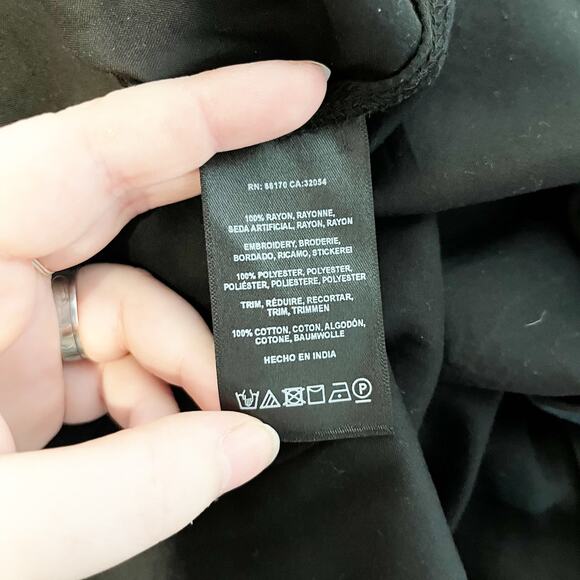 RN: 88170 CA:32054
100% RAYON, RAYONNE,
SEDA ARTIFICIAL, RAYON, RAYON
EMBROIDERY, BRODERIE,
BORDADO, RICAMO, STICKEREI
100% POLYESTER, POLYESTER,
POLIÉSTER, POLIESTERE, POLYESTER
TRIM, RÉDUIRE, RECORTAR,
TRIM, TRIMMEN
100% COTTON, COTON, ALGODÓN,
COTONE, BAUMWOLLE
HECHO EN INDIA
P